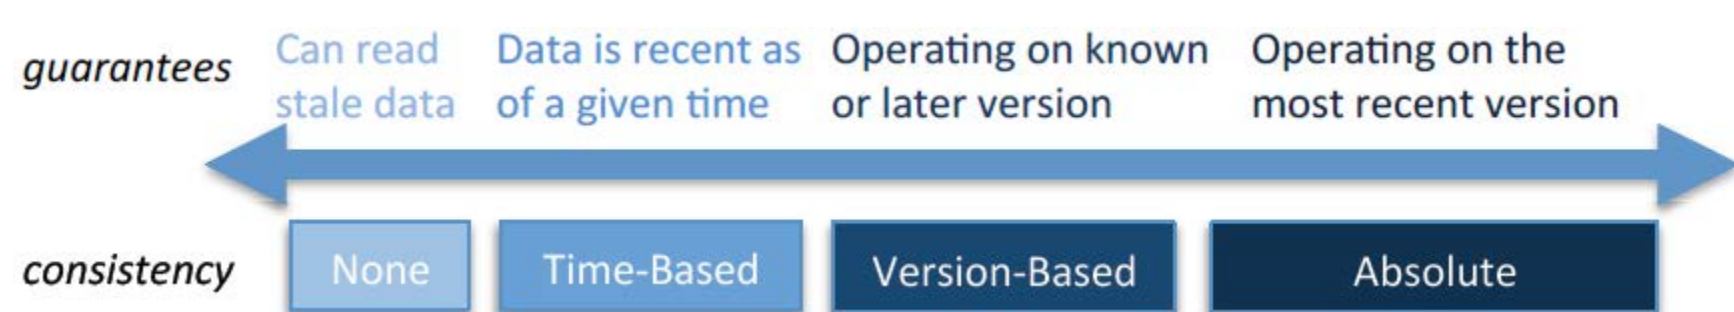 guarantees
Can read
stale data
Data is recent as
of a given time
Operating on known
or later version
Operating on the
most recent version
consistency
None
Time-Based
Version-Based
Absolute